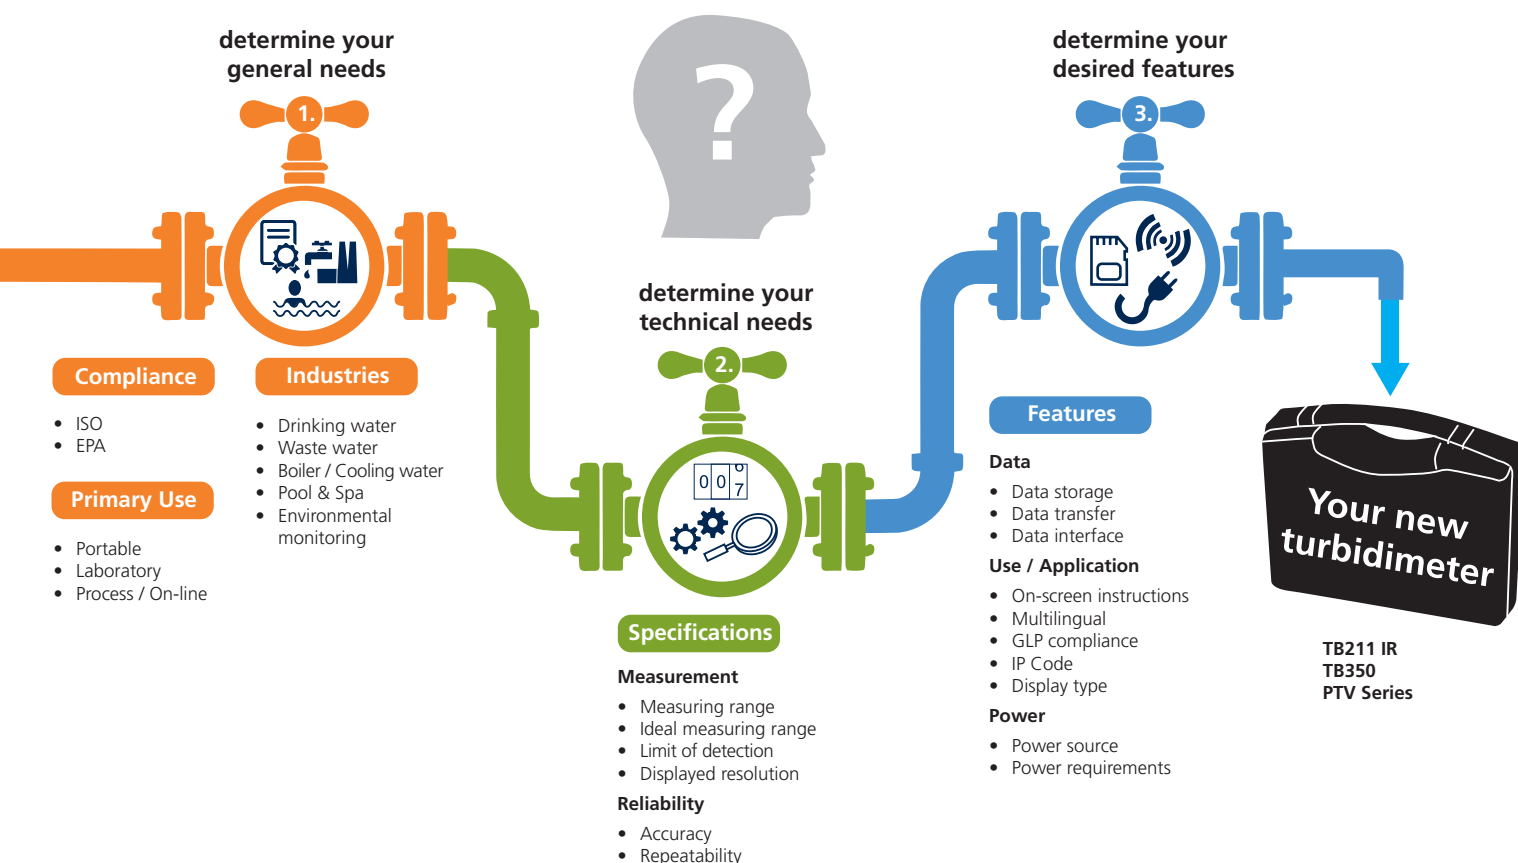 determine your
general needs
1.
Compliance
• ISO
• EPA
Primary Use
• Portable
• Laboratory
• Process / On-line
Industries
• Drinking water
• Waste water
• Boiler / Cooling water
• Pool & Spa
• Environmental
monitoring
?
determine your
technical needs
2.
0 0 7
Specifications
Measurement
• Measuring range
• Ideal measuring range
• Limit of detection
• Displayed resolution
Reliability
• Accuracy
• Repeatability
determine your
desired features
3.
Features
Data
• Data storage
• Data transfer
• Data interface
Use / Application
• On-screen instructions
• Multilingual
• GLP compliance
• IP Code
• Display type
Power
• Power source
• Power requirements
Your new
turbidimeter
TB211 IR
TB350
PTV Series